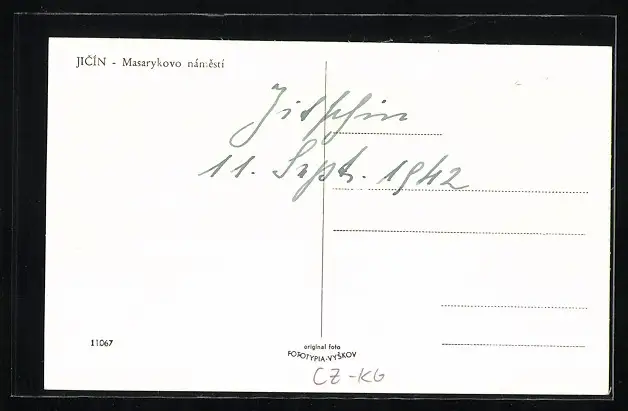 JIČÍN - Masarykovo náměstí
Jitschin
11. Sept. 1942
11067
original foto
FOTOTYPIA-VYŠKOV
CZ-KG